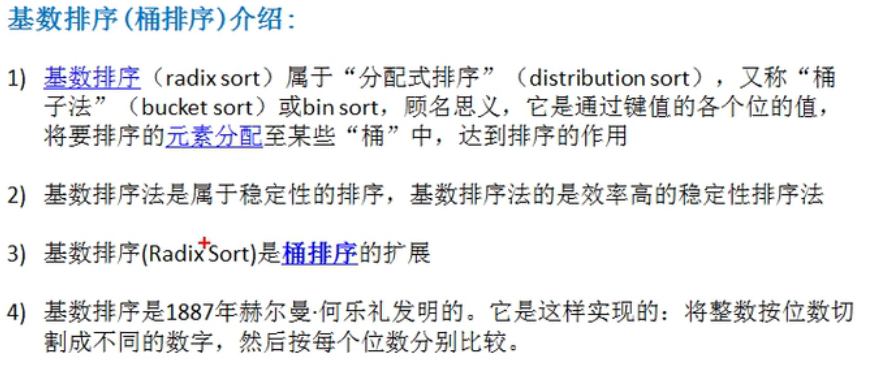 基数排序(桶排序)介绍:
1) 基数排序（radix sort）属于“分配式排序”（distribution sort），又称“桶
子法”（bucket sort）或bin sort，顾名思义，它是通过键值的各个位的值，
将要排序的元素分配至某些“桶”中，达到排序的作用
2) 基数排序法是属于稳定性的排序，基数排序法的是效率高的稳定性排序法
3) 基数排序(Radix Sort)是桶排序的扩展
4) 基数排序是1887年赫尔曼·何乐礼发明的。它是这样实现的：将整数按位数切
割成不同的数字，然后按每个位数分别比较。